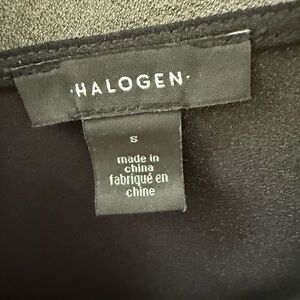 ·HALOGEN·
S
made in
china
fabriqué en
chine